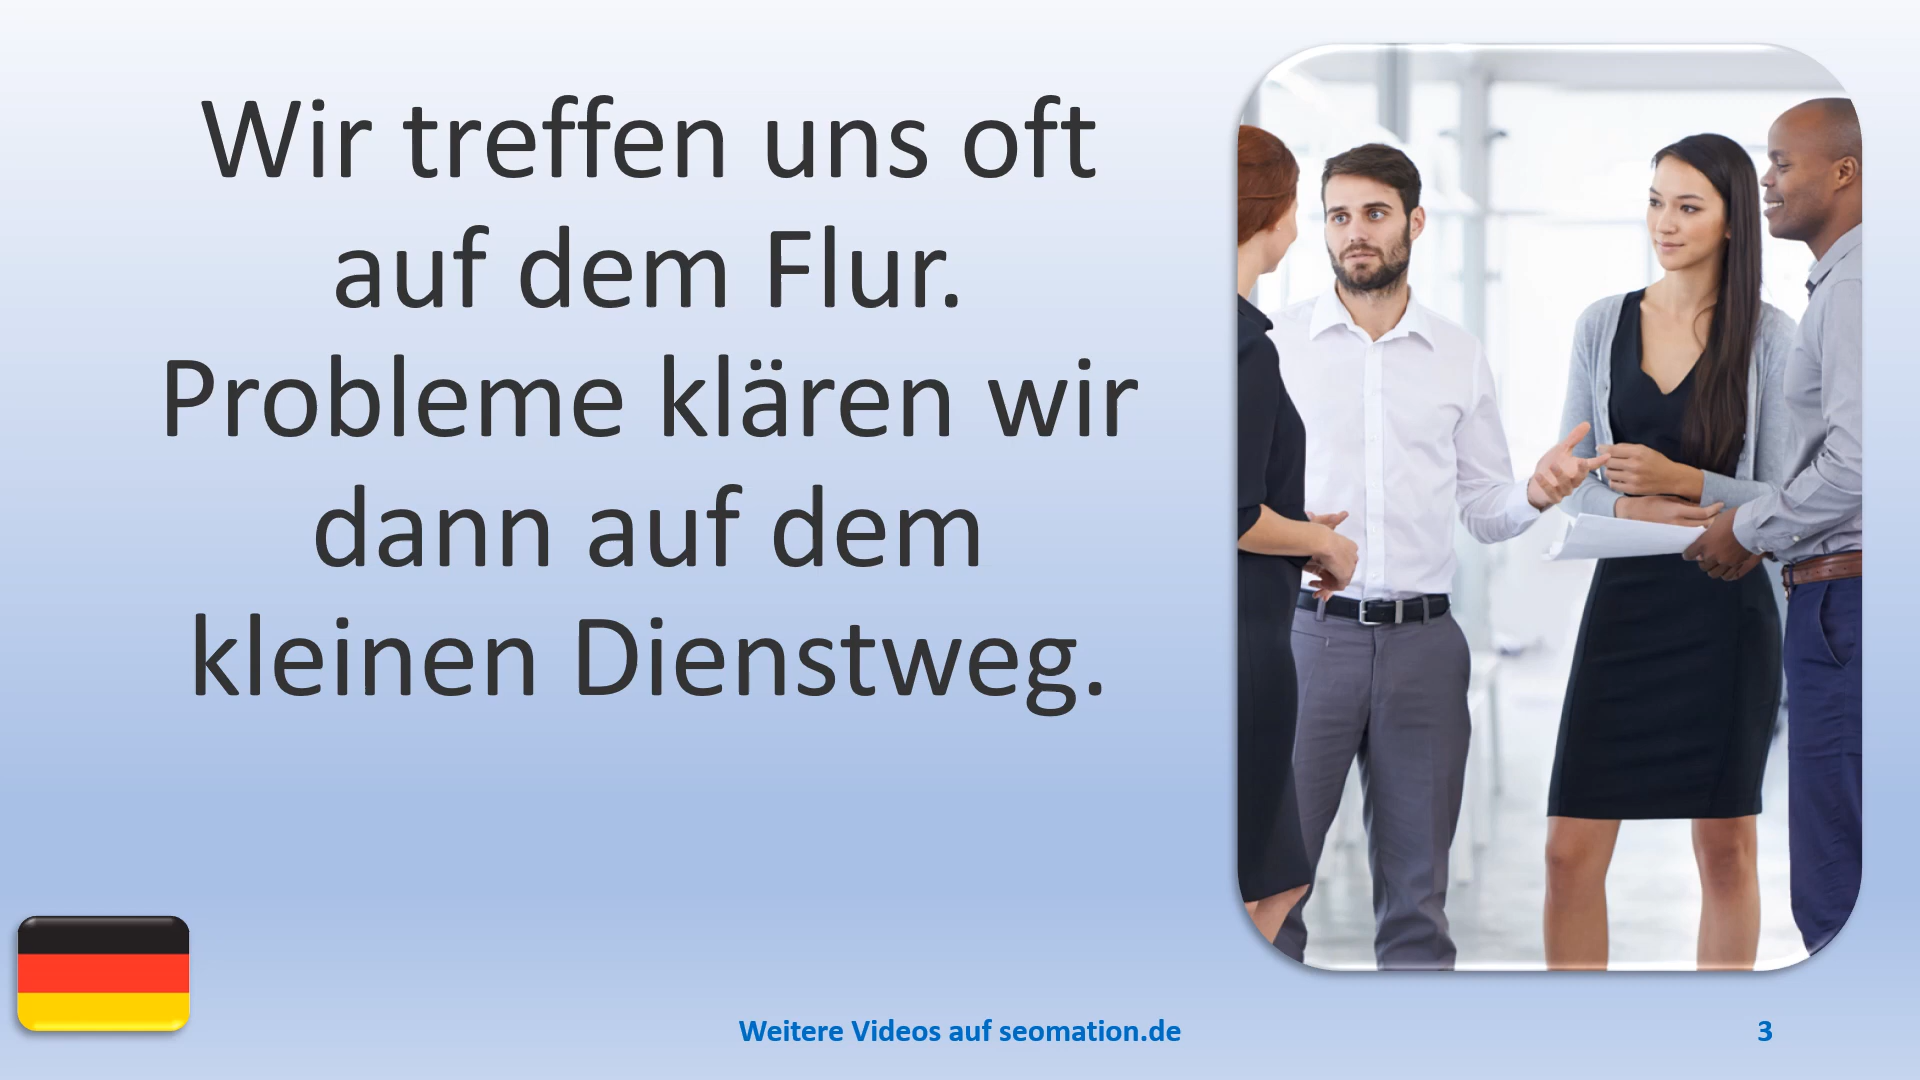 Wir treffen uns oft
auf dem Flur.
Probleme klären wir
dann auf dem
kleinen Dienstweg.
Weitere Videos auf seomation.de
3